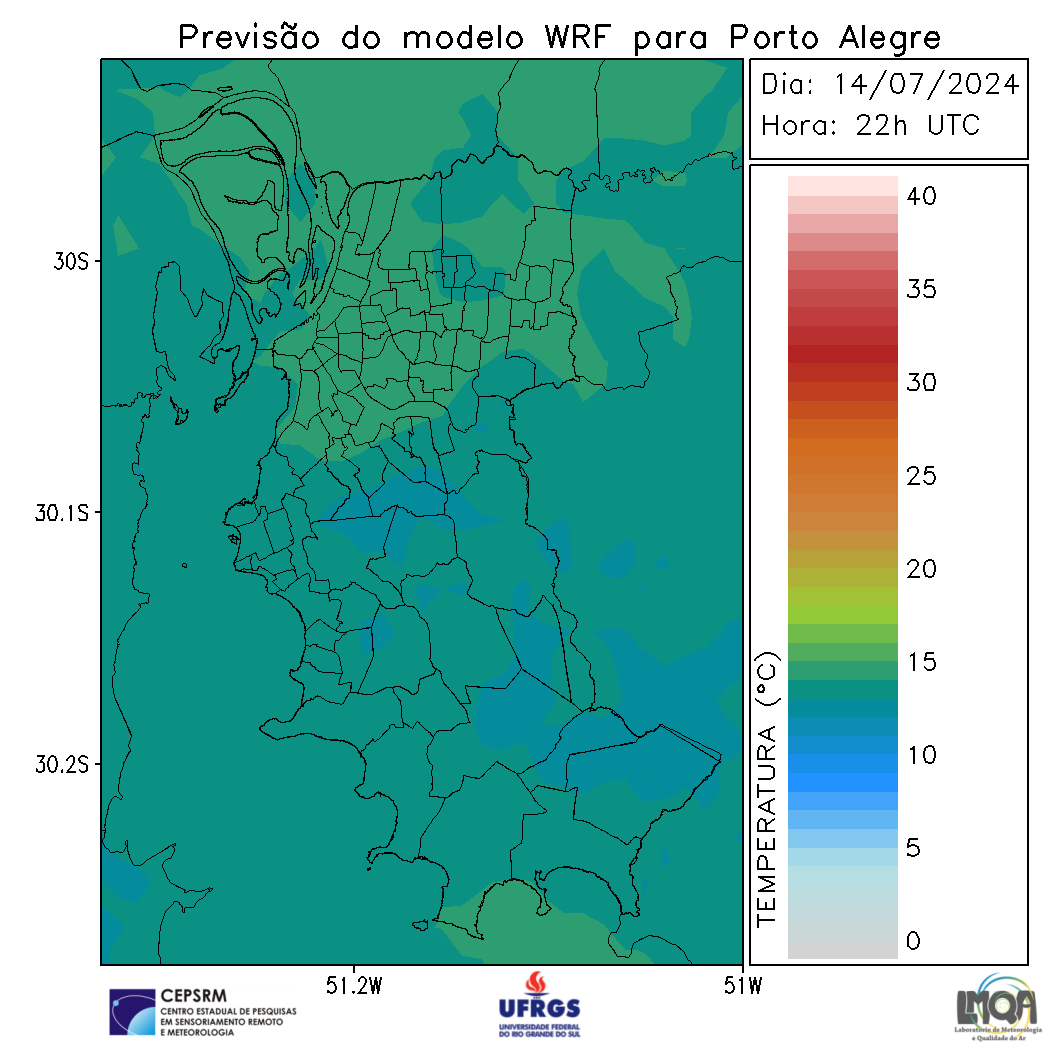 Previsão do modelo WRF para Porto Alegre
Dia: 14/07/2024
Hora: 22h UTC
40
35
30
25
20
15
10
5
0
TEMPERATURA (°C)
30S
30.1S
30.2S
51.2W
51W
CEPSRM
CENTRO ESTADUAL DE PESQUISAS
EM SENSORIAMENTO REMOTO
E METEOROLOGIA
UFRGS
UNIVERSIDADE FEDERAL
DO RIO GRANDE DO SUL
LMQA
Laboratório de Meteorologia
e Qualidade do Ar